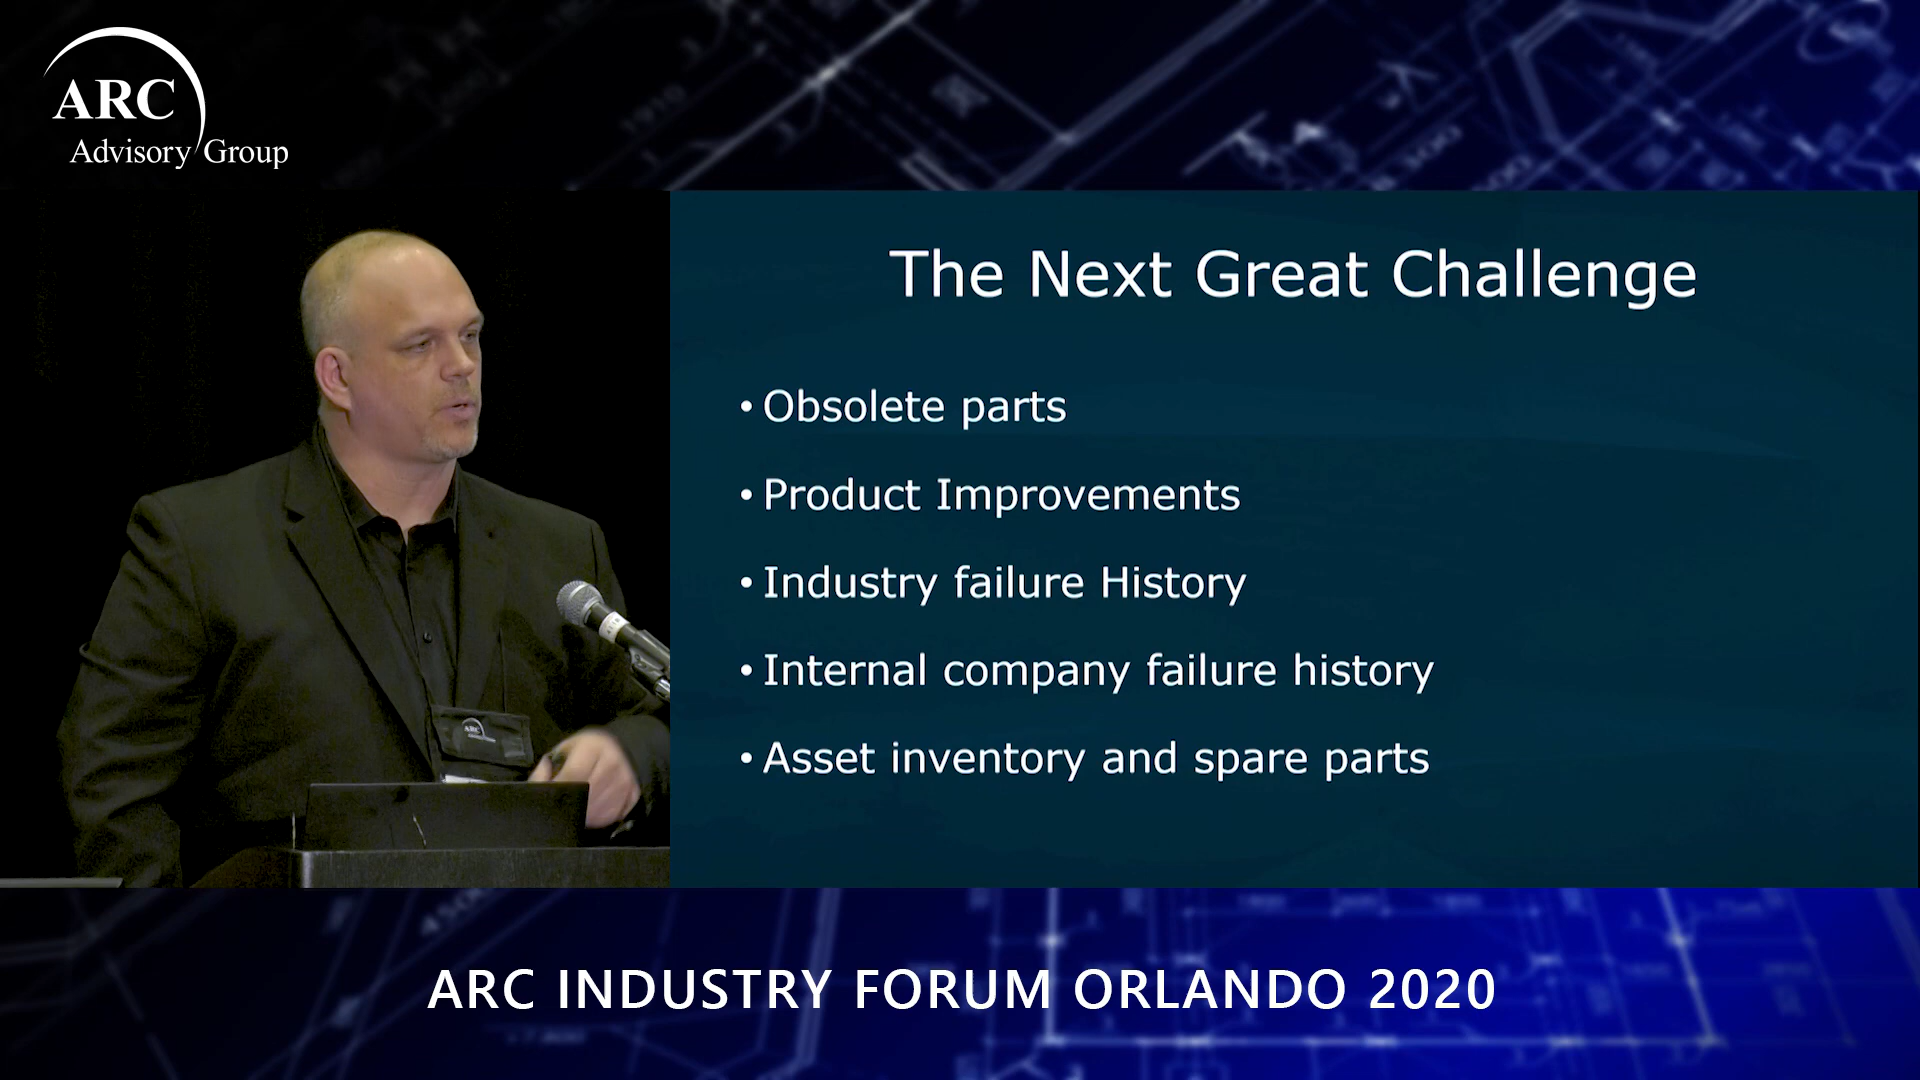 ARC
Advisory Group
The Next Great Challenge
• Obsolete parts
• Product Improvements
• Industry failure History
• Internal company failure history
• Asset inventory and spare parts
ARC
ARC INDUSTRY FORUM ORLANDO 2020